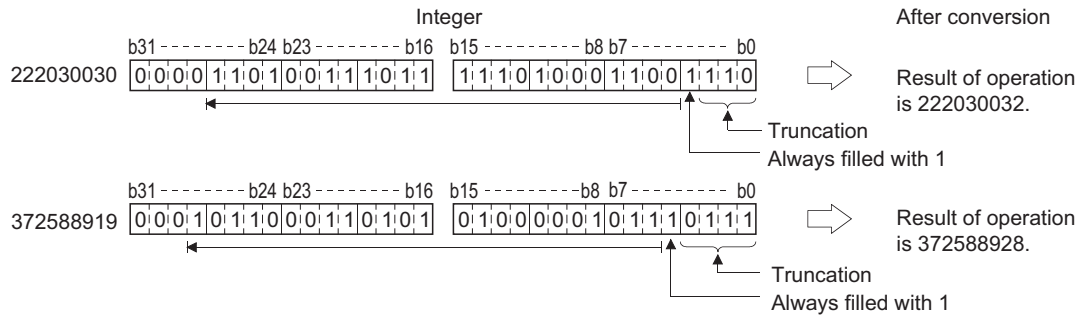 Integer After conversion
b31 b24 b23 b16 b15 b8 b7 b0
222030030 0 0 0 0 1 1 0 1 0 0 1 1 1 0 1 1 1 1 1 0 1 0 0 0 1 1 0 0 1 1 1 0 Result of operation
is 222030032.
Truncation
Always filled with 1
b31 b24 b23 b16 b15 b8 b7 b0
372588919 0 0 0 1 0 1 1 0 0 0 1 1 0 1 0 1 0 1 0 0 0 0 0 1 0 1 1 1 0 1 1 1 Result of operation
is 372588928.
Truncation
Always filled with 1